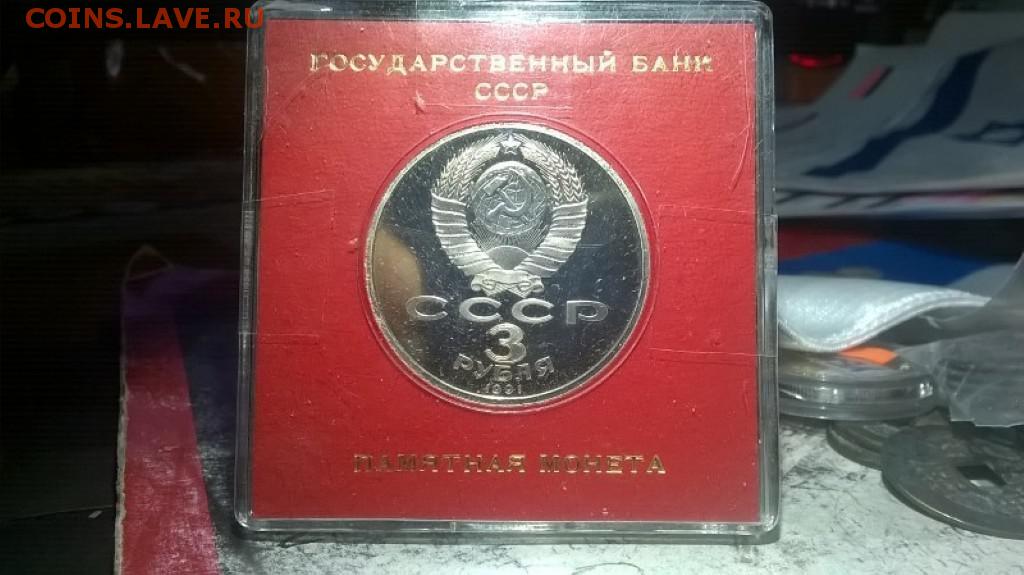 COINS.LAVE.RU
ГОСУДАРСТВЕННЫЙ БАНК
СССР
СССР
3
РУБЛЯ
1991
ПАМЯТНАЯ МОНЕТА